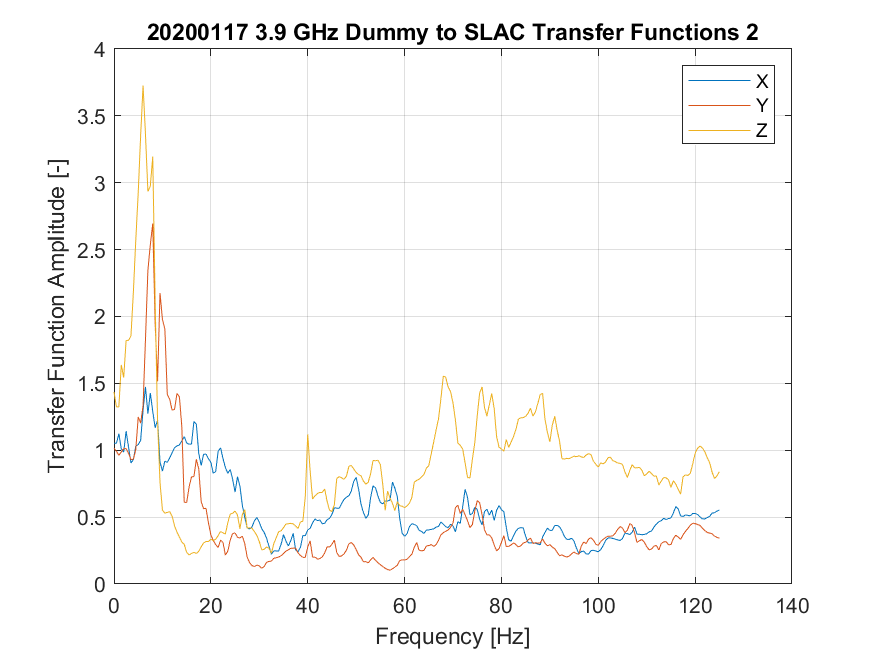 20200117 3.9 GHz Dummy to SLAC Transfer Functions 2
4
3.5
3
2.5
2
1.5
1
0.5
0
Transfer Function Amplitude [-]
X
Y
Z
0 20 40 60 80 100 120 140
Frequency [Hz]